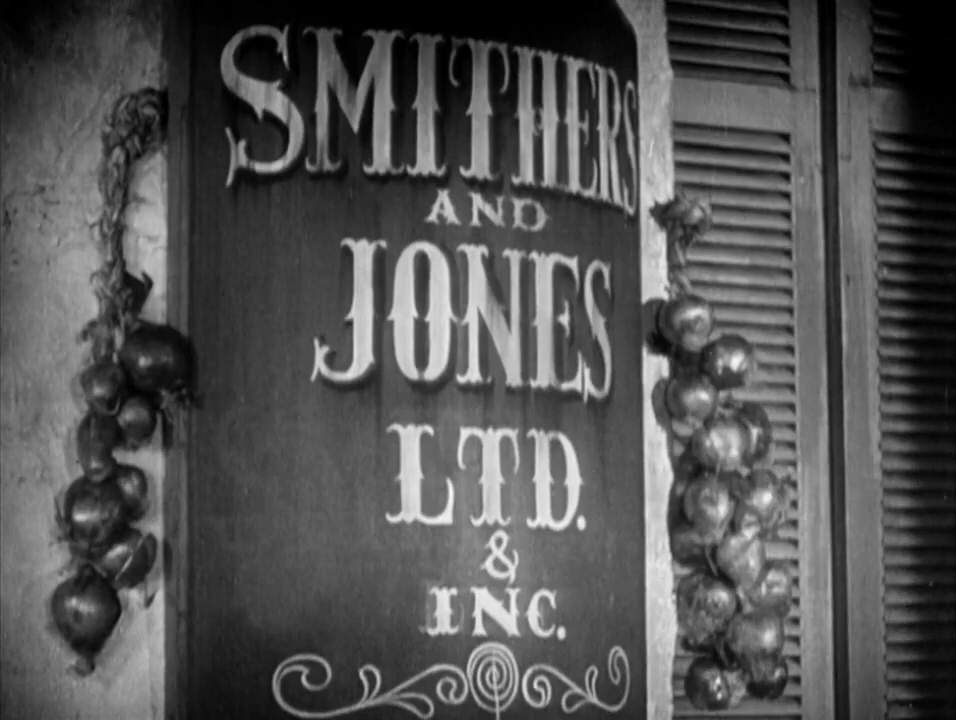 SMITHERS
AND
JONES
LTD.
&
INC.